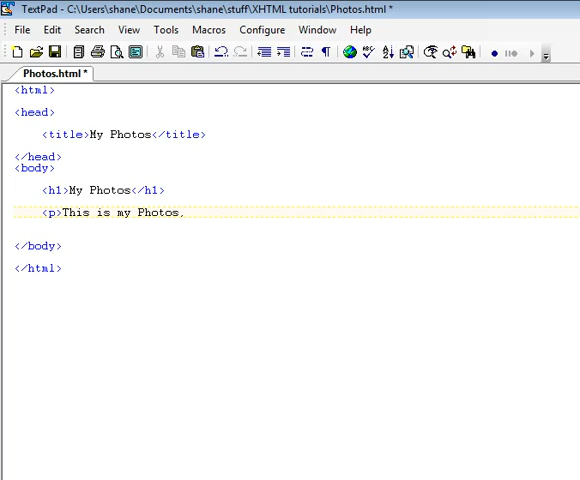 TextPad - C:\Users\shane\Documents\shane\stuff\XHTML tutorials\Photos.html *
File Edit Search View Tools Macros Configure Window Help
Photos.html *
<html>
<head>
<title>My Photos</title>
</head>
<body>
<h1>My Photos</h1>
<p>This is my Photos,
</body>
</html>